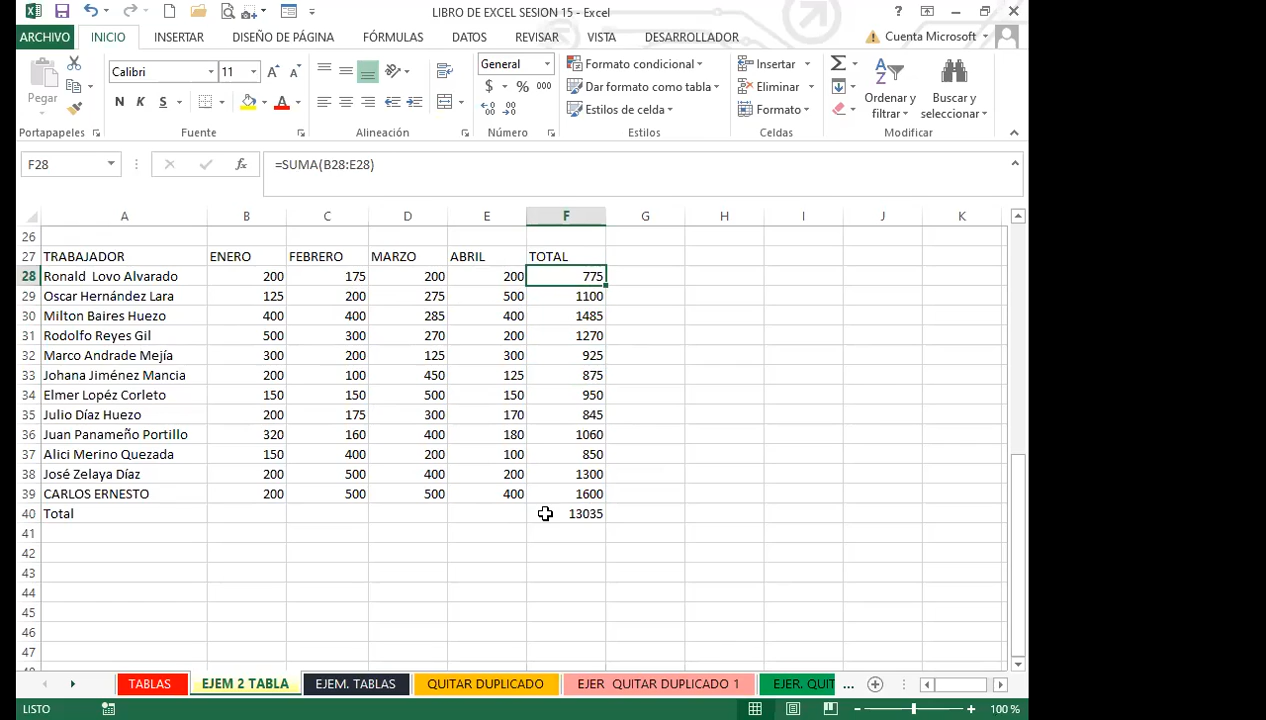 LIBRO DE EXCEL SESION 15 - Excel
?
ARCHIVO INICIO INSERTAR DISEÑO DE PÁGINA FÓRMULAS DATOS REVISAR VISTA DESARROLLADOR Cuenta Microsoft
Pegar
Calibri 11 A A
N K S A
General
$ % 000
Formato condicional
Dar formato como tabla
Estilos de celda
Insertar
Eliminar
Formato
Σ
Ordenar y filtrar
Buscar y seleccionar
Portapapeles Fuente Alineación Número Estilos Celdas Modificar
F28 fx =SUMA(B28:E28)
A B C D E F G H I J K
26
27 TRABAJADOR ENERO FEBRERO MARZO ABRIL TOTAL
28 Ronald Lovo Alvarado 200 175 200 200 775
29 Oscar Hernández Lara 125 200 275 500 1100
30 Milton Baires Huezo 400 400 285 400 1485
31 Rodolfo Reyes Gil 500 300 270 200 1270
32 Marco Andrade Mejía 300 200 125 300 925
33 Johana Jiménez Mancia 200 100 450 125 875
34 Elmer Lopéz Corleto 150 150 500 150 950
35 Julio Díaz Huezo 200 175 300 170 845
36 Juan Panameño Portillo 320 160 400 180 1060
37 Alici Merino Quezada 150 400 200 100 850
38 José Zelaya Díaz 200 500 400 200 1300
39 CARLOS ERNESTO 200 500 500 400 1600
40 Total 13035
41
42
43
44
45
46
47
TABLAS EJEM 2 TABLA EJEM. TABLAS QUITAR DUPLICADO EJER QUITAR DUPLICADO 1 EJER. QUIT ...
LISTO 100 %